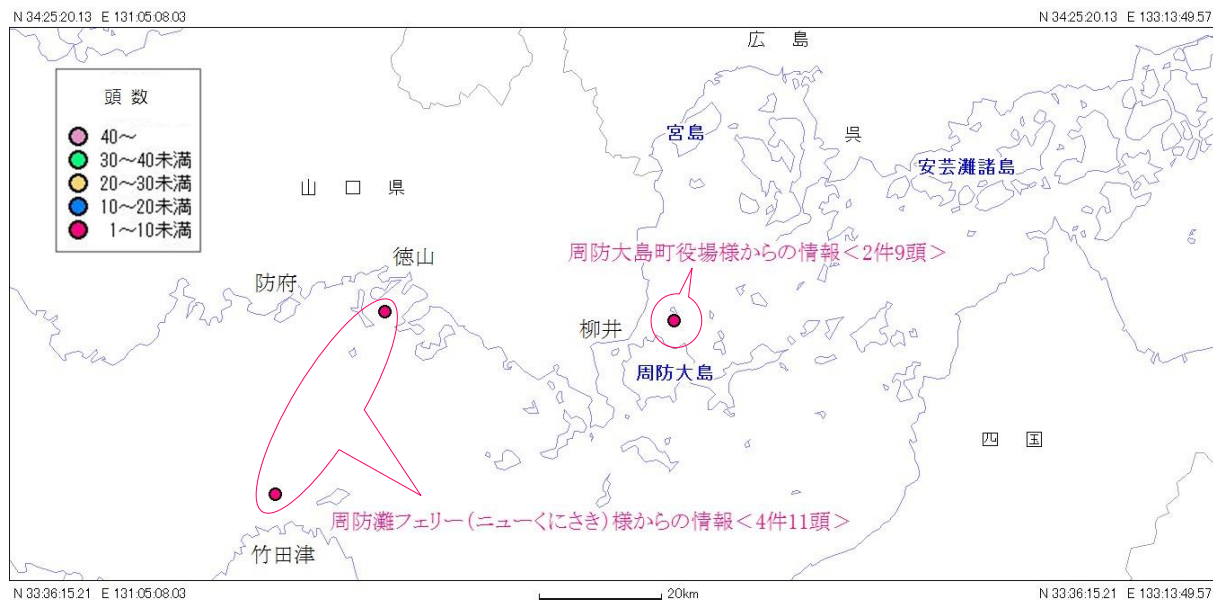 N 34:25:20.13 E 131:05:08.03
N 34:25:20.13 E 133:13:49.57
広 島
頭 数
40～
30～40未満
20～30未満
10～20未満
1～10未満
宮島
呉
安芸灘諸島
山 口 県
周防大島町役場様からの情報＜2件9頭＞
徳山
防府
柳井
周防大島
四 国
周防灘フェリー(ニューくにさき)様からの情報＜4件11頭＞
竹田津
N 33:36:15.21 E 131:05:08.03
20km
N 33:36:15.21 E 133:13:49.57